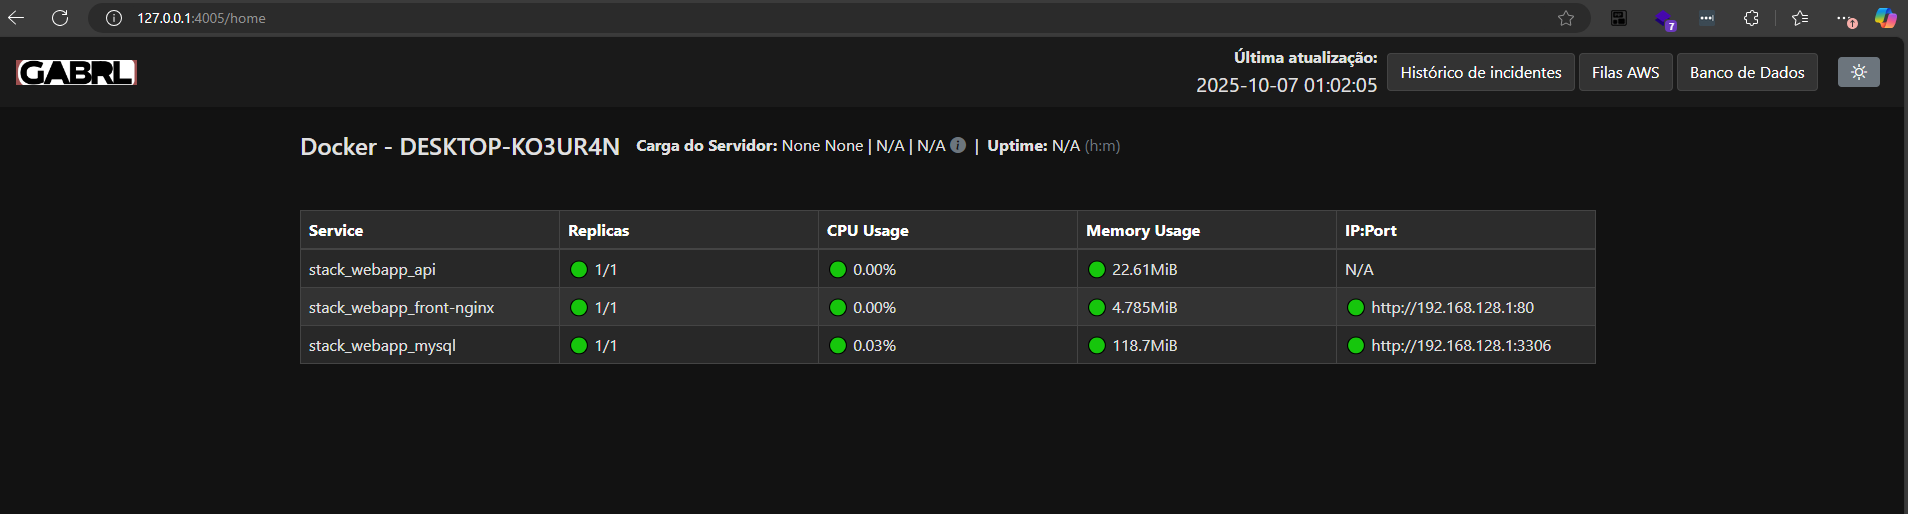 127.0.0.1:4005/home
7
GABRL
Última atualização:
2025-10-07 01:02:05
Histórico de incidentes
Filas AWS
Banco de Dados
Docker - DESKTOP-KO3UR4N Carga do Servidor: None None | N/A | N/A | Uptime: N/A (h:m)
Service Replicas CPU Usage Memory Usage IP:Port
stack_webapp_api 1/1 0.00% 22.61MiB N/A
stack_webapp_front-nginx 1/1 0.00% 4.785MiB http://192.168.128.1:80
stack_webapp_mysql 1/1 0.03% 118.7MiB http://192.168.128.1:3306